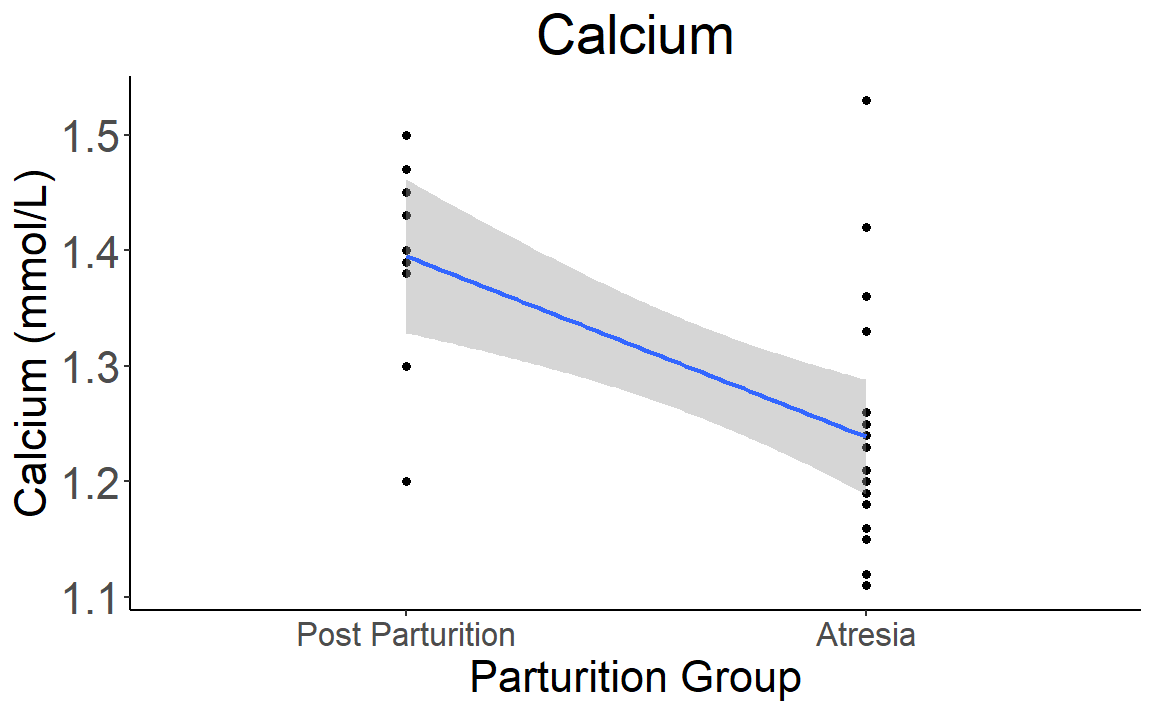 Calcium
Calcium (mmol/L)
1.5
1.4
1.3
1.2
1.1
Post Parturition
Atresia
Parturition Group